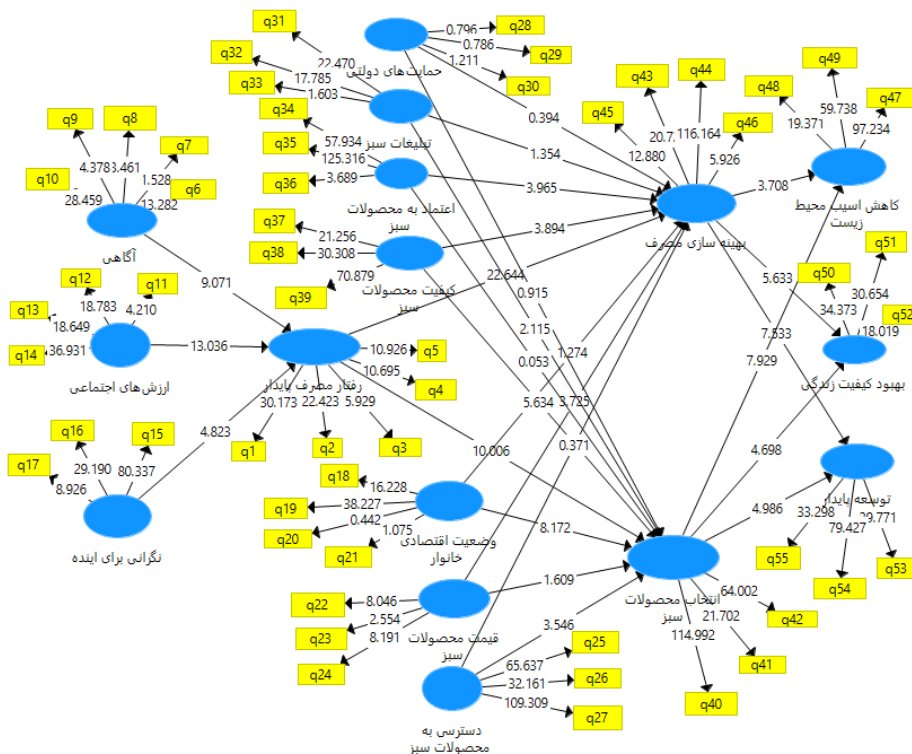 q31
q28
0.796
q32
22.470
0.786
q29
q33
17.785
حمایت‌های دولتی
1.211
q30
1.603
q34
57.934
تبلیغات سبز
q35
125.316
q36
3.689
اعتماد به محصولات
سبز
q37
21.256
q38
30.308
q39
70.879
کیفیت محصولات
سبز
q9
q8
q7
q10
4.378
3.461
1.528
q6
28.459
13.282
آگاهی
9.071
q12
q11
q13
18.783
4.210
18.649
q14
36.931
ارزش‌های اجتماعی
13.036
q16
q15
q17
29.190
80.337
8.926
نگرانی برای اینده
4.823
10.926
q5
10.695
q4
رفتار مصرف پایدار
30.173
22.423
5.929
q1
q2
q3
q18
16.228
q19
38.227
q20
0.442
q21
1.075
وضعیت اقتصادی
خانوار
q22
8.046
q23
2.554
q24
8.191
قیمت محصولات
سبز
65.637
q25
32.161
q26
109.309
q27
دسترسی به
محصولات سبز
0.394
1.354
3.965
3.894
22.644
0.915
2.115
0.053
1.274
5.634
3.725
0.371
10.006
8.172
1.609
3.546
q43
q44
q45
20.7
116.164
q46
12.880
5.926
بهینه سازی مصرف
3.708
5.633
7.533
7.929
4.698
4.986
q49
q48
q47
59.738
19.371
97.234
کاهش اسیب محیط
زیست
q51
q50
30.654
q52
34.373
18.019
بهبود کیفیت زندگی
توسعه پایدار
33.298
79.427
q55
q54
q53
انتخاب محصولات
سبز
64.002
q42
21.702
q41
114.992
q40